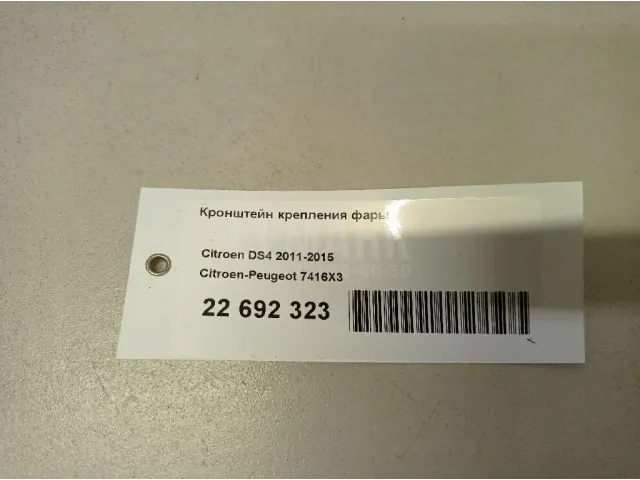 Кронштейн крепления фары
Citroen DS4 2011-2015
Citroen-Peugeot 7416X3
22 692 323